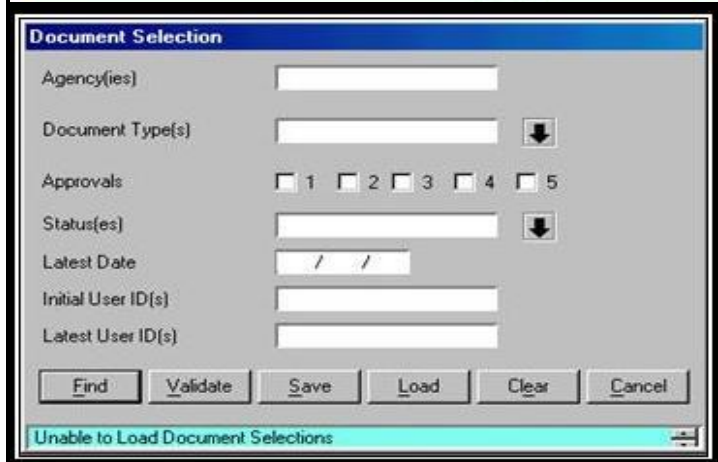 Document Selection
Agency(ies)
Document Type(s)
Approvals 1 2 3 4 5
Status(es)
Latest Date / /
Initial User ID(s)
Latest User ID(s)
Find Validate Save Load Clear Cancel
Unable to Load Document Selections